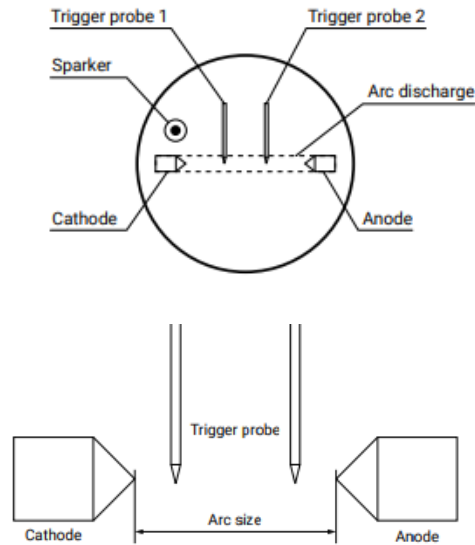 Trigger probe 1
Trigger probe 2
Sparker
Arc discharge
Cathode
Anode
Trigger probe
Arc size
Cathode
Anode